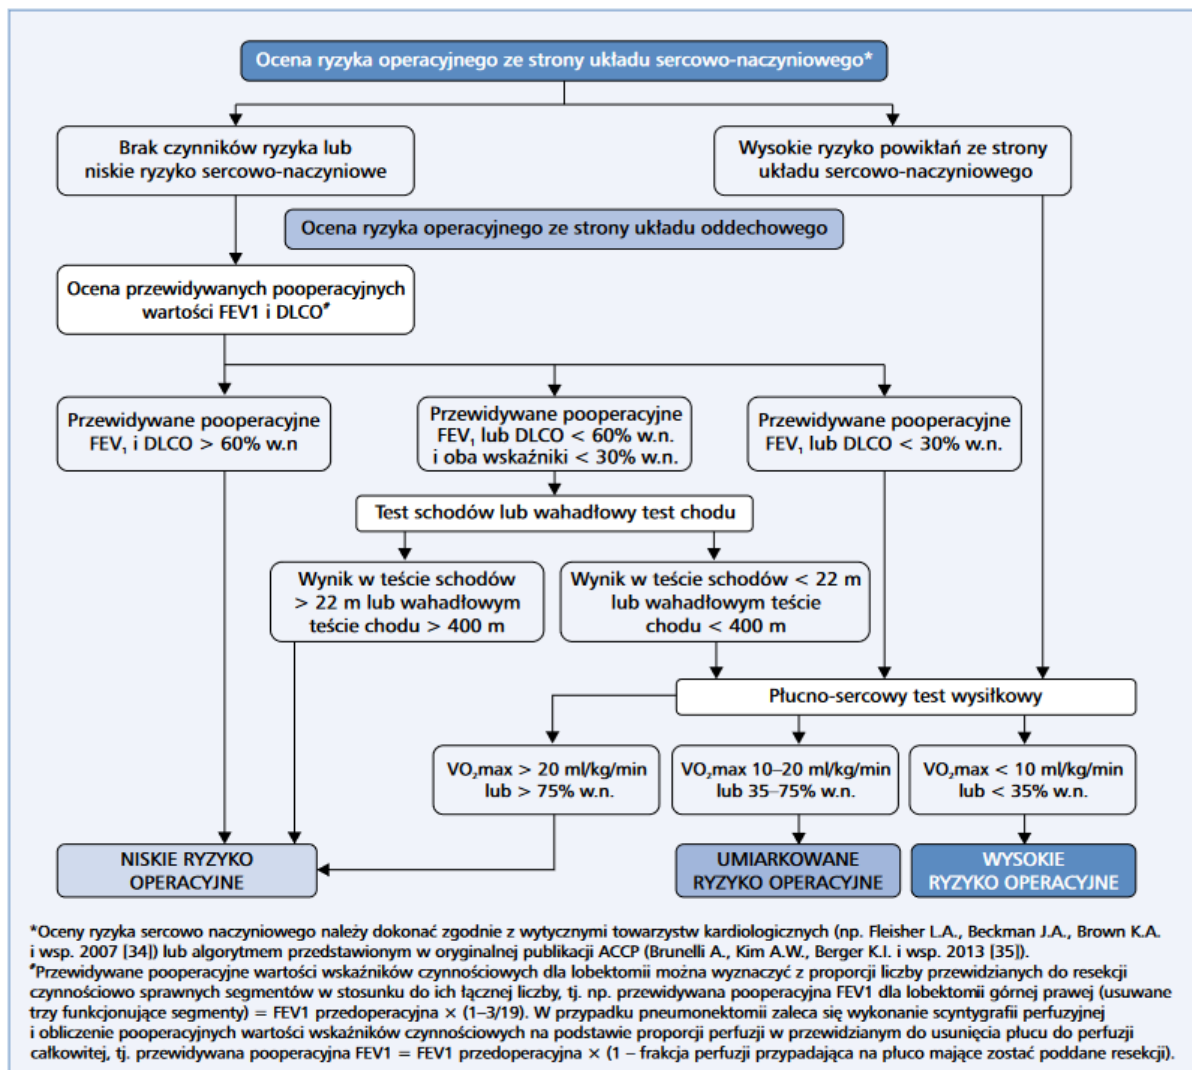 Ocena ryzyka operacyjnego ze strony układu sercowo-naczyniowego*
Brak czynników ryzyka lub
niskie ryzyko sercowo-naczyniowe
Wysokie ryzyko powikłań ze strony
układu sercowo-naczyniowego
Ocena ryzyka operacyjnego ze strony układu oddechowego
Ocena przewidywanych pooperacyjnych
wartości FEV1 i DLCO#
Przewidywane pooperacyjne
FEV₁ i DLCO > 60% w.n
Przewidywane pooperacyjne
FEV₁ lub DLCO < 60% w.n.
i oba wskaźniki < 30% w.n.
Przewidywane pooperacyjne
FEV₁ lub DLCO < 30% w.n.
Test schodów lub wahadłowy test chodu
Wynik w teście schodów
> 22 m lub wahadłowym
teście chodu > 400 m
Wynik w teście schodów < 22 m
lub wahadłowym teście
chodu < 400 m
Płucno-sercowy test wysiłkowy
VO₂max > 20 ml/kg/min
lub > 75% w.n.
VO₂max 10–20 ml/kg/min
lub 35–75% w.n.
VO₂max < 10 ml/kg/min
lub < 35% w.n.
NISKIE RYZYKO
OPERACYJNE
UMIARKOWANE
RYZYKO OPERACYJNE
WYSOKIE
RYZYKO OPERACYJNE
*Oceny ryzyka sercowo naczyniowego należy dokonać zgodnie z wytycznymi towarzystw kardiologicznych (np. Fleisher L.A., Beckman J.A., Brown K.A.
i wsp. 2007 [34]) lub algorytmem przedstawionym w oryginalnej publikacji ACCP (Brunelli A., Kim A.W., Berger K.I. i wsp. 2013 [35]).
#Przewidywane pooperacyjne wartości wskaźników czynnościowych dla lobektomii można wyznaczyć z proporcji liczby przewidzianych do resekcji
czynnościowo sprawnych segmentów w stosunku do ich łącznej liczby, tj. np. przewidywana pooperacyjna FEV1 dla lobektomii górnej prawej (usuwane
trzy funkcjonujące segmenty) = FEV1 przedoperacyjna × (1–3/19). W przypadku pneumonektomii zaleca się wykonanie scyntygrafii perfuzyjnej
i obliczenie pooperacyjnych wartości wskaźników czynnościowych na podstawie proporcji perfuzji w przewidzianym do usunięcia płucu do perfuzji
całkowitej, tj. przewidywana pooperacyjna FEV1 = FEV1 przedoperacyjna × (1 – frakcja perfuzji przypadająca na płuco mające zostać poddane resekcji).